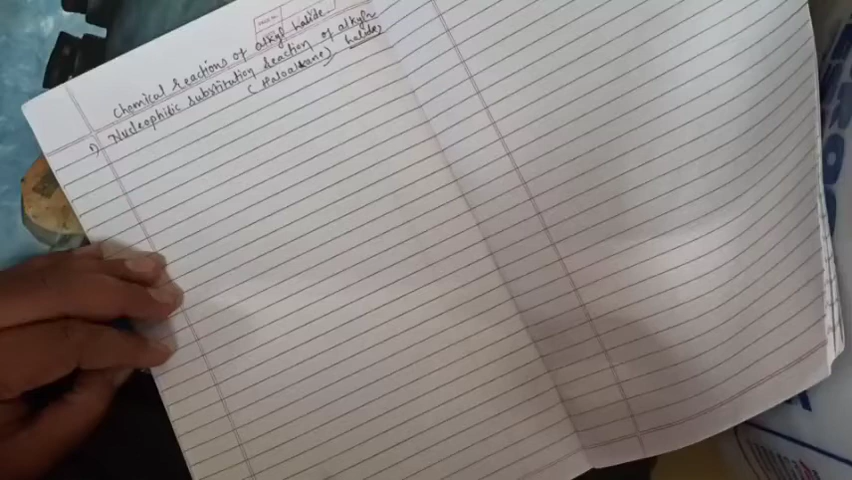 Chemical reactions of alkyl halide
1) Nucleophilic substitution reaction of alkyl halide
(Haloalkane)